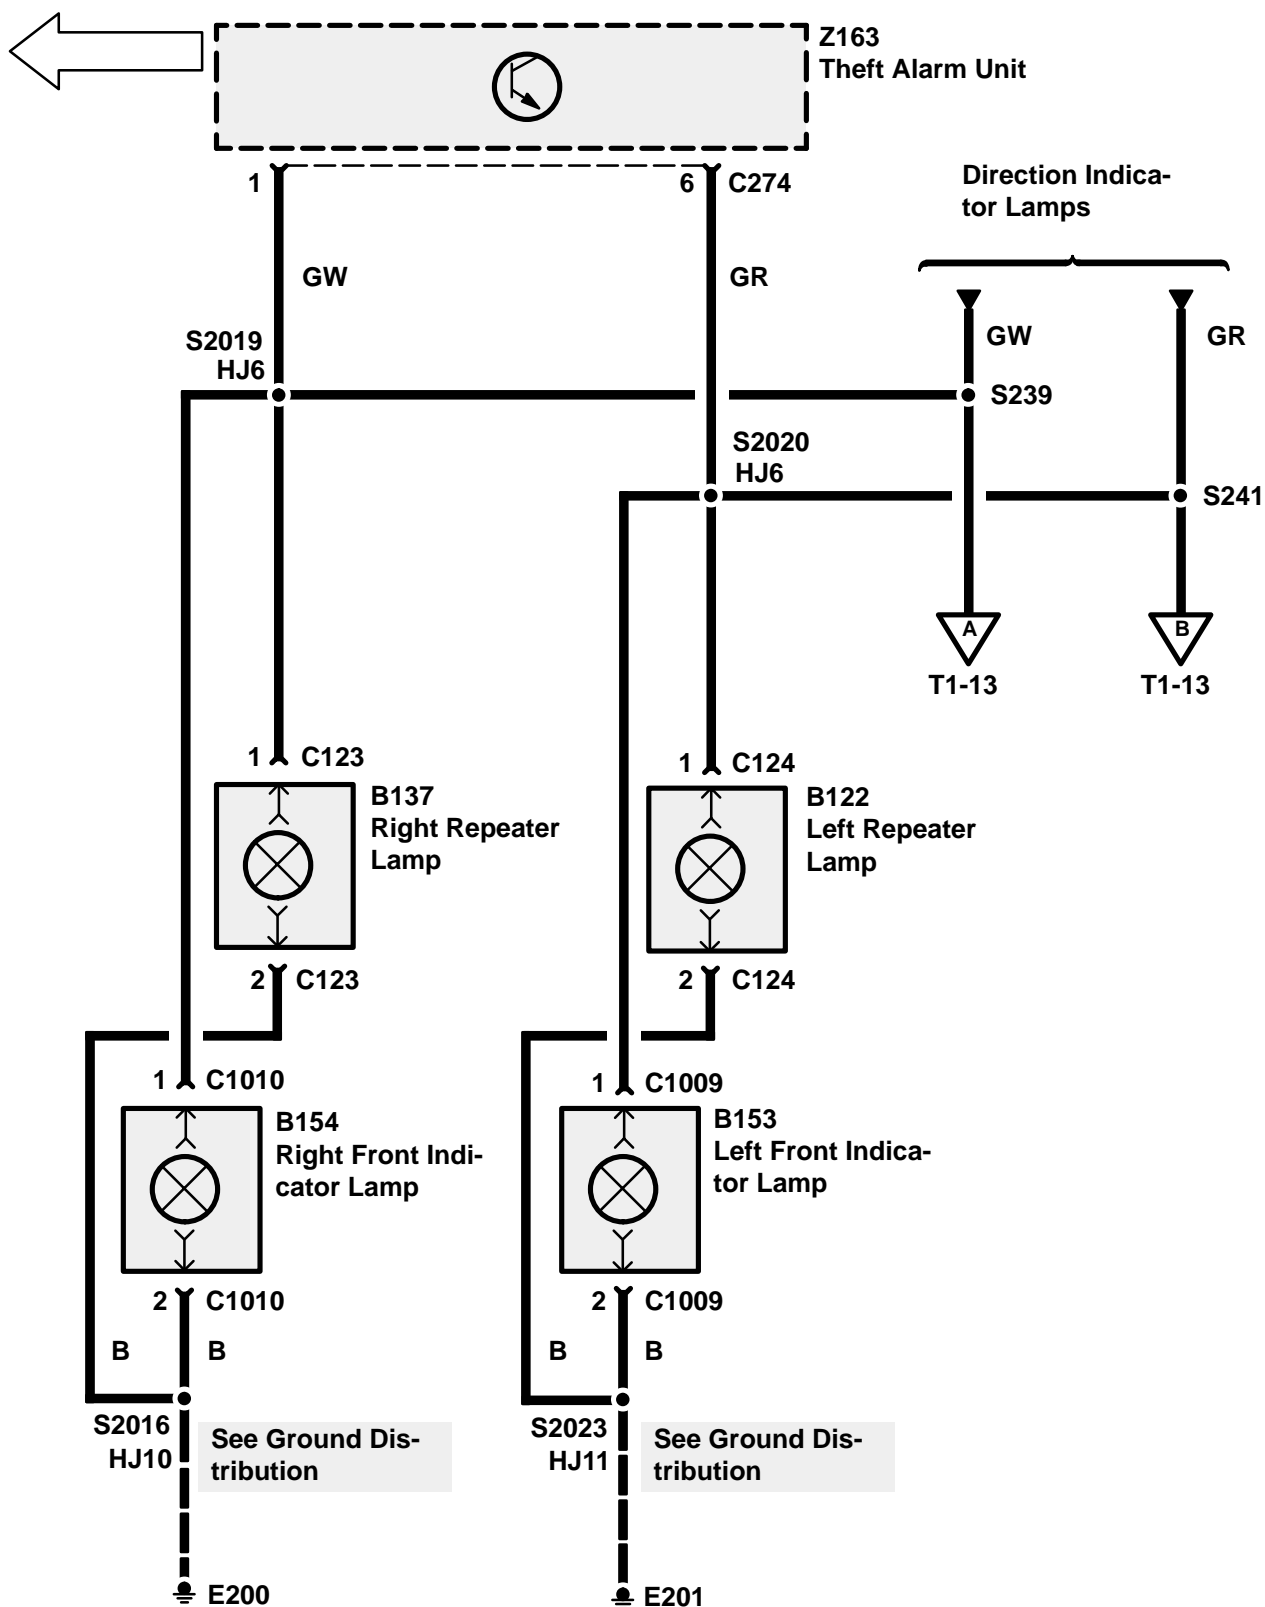 Z163
Theft Alarm Unit
1
6
C274
Direction Indica-
tor Lamps
GW
GR
GW
GR
S2019
HJ6
S239
S2020
HJ6
S241
A
B
T1-13
T1-13
1
C123
1
C124
B137
Right Repeater
Lamp
B122
Left Repeater
Lamp
2
C123
2
C124
1
C1010
1
C1009
B154
Right Front Indi-
cator Lamp
B153
Left Front Indica-
tor Lamp
2
C1010
2
C1009
B
B
B
B
S2016
HJ10
See Ground Dis-
tribution
S2023
HJ11
See Ground Dis-
tribution
E200
E201